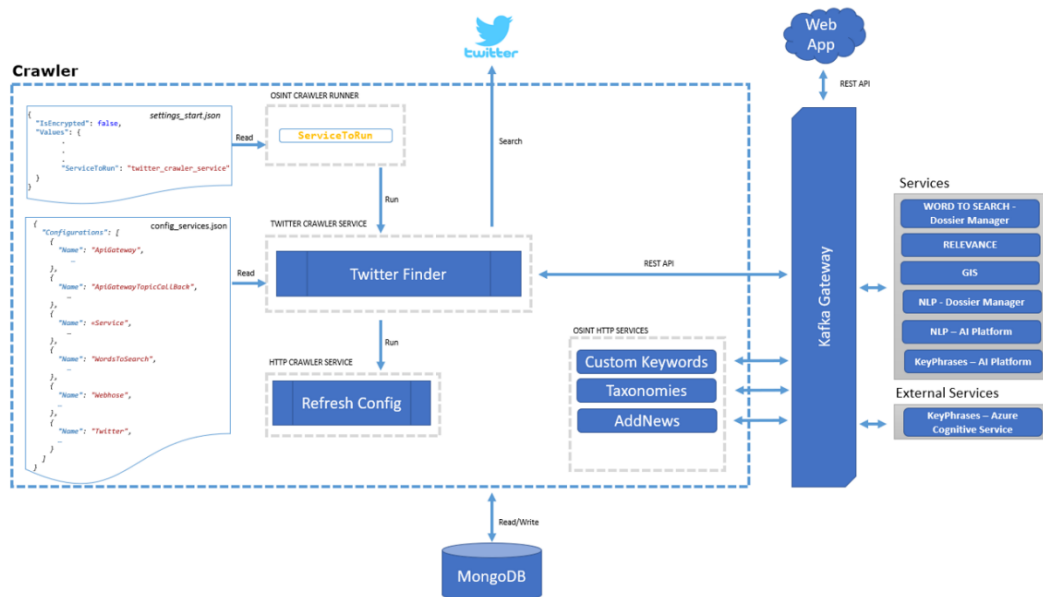 twitter
Web
App
REST API
Crawler
settings_start.json
{
"IsEncrypted": false,
"Values": {
.
.
.
"ServiceToRun": "twitter_crawler_service"
}
}
Read
OSINT CRAWLER RUNNER
ServiceToRun
Run
Search
config_services.json
{
"Configurations": [
{
"Name": "ApiGateway",
…
},
{
"Name": "ApiGatewayTopicCallBack",
…
},
{
"Name": <Service",
…
},
{
"Name": "WordsToSearch",
…
},
{
"Name": "Webhose",
…
},
{
"Name": "Twitter",
…
}
]
}
Read
TWITTER CRAWLER SERVICE
Twitter Finder
Run
HTTP CRAWLER SERVICE
Refresh Config
REST API
OSINT HTTP SERVICES
Custom Keywords
Taxonomies
AddNews
Kafka Gateway
Services
WORD TO SEARCH -
Dossier Manager
RELEVANCE
GIS
NLP - Dossier Manager
NLP – AI Platform
KeyPhrases – AI Platform
External Services
KeyPhrases – Azure
Cognitive Service
Read/Write
MongoDB